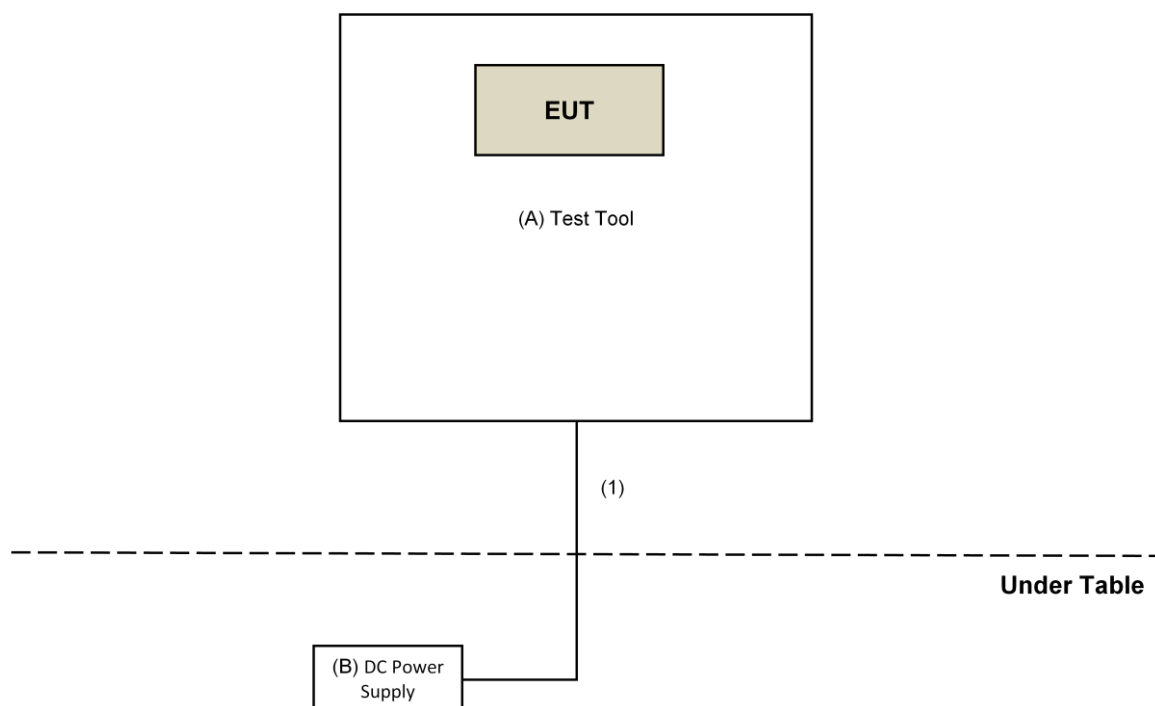 EUT
(A) Test Tool
(1)
Under Table
(B) DC Power
Supply